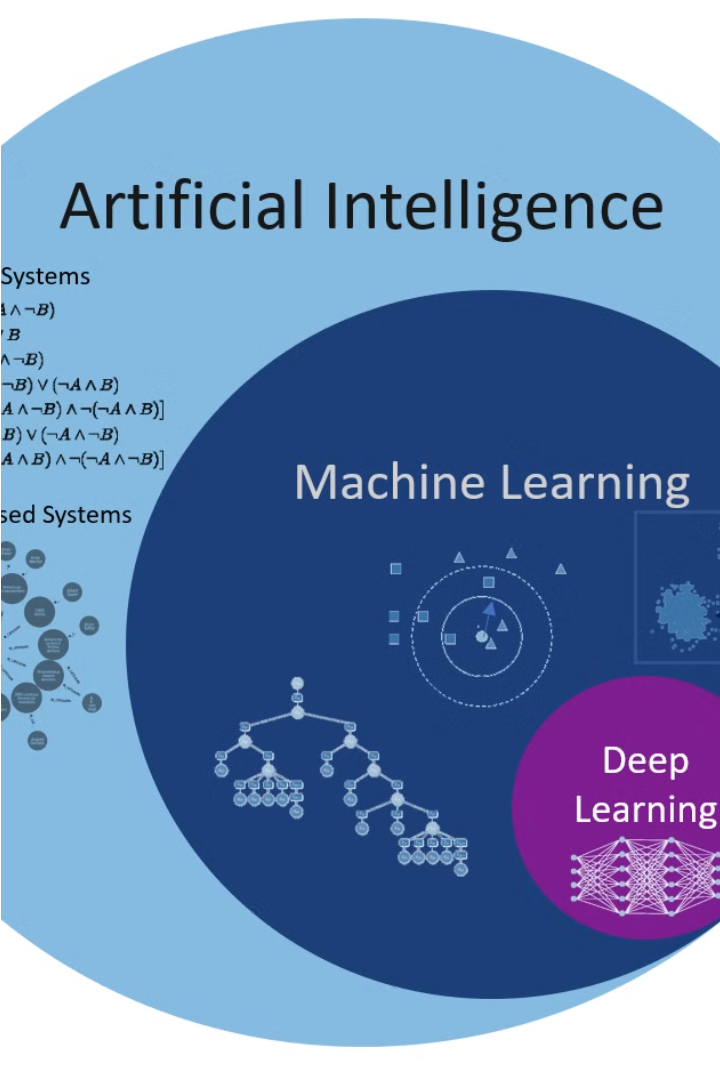 Artificial Intelligence
Systems
A∧¬B)
B
∧¬B)
¬B)∨(¬A∧B)
A∧¬B)∧¬(¬A∧B)]
B)∨(¬A∧¬B)
A∧B)∧¬(¬A∧¬B)]
Machine Learning
sed Systems
Deep
Learning